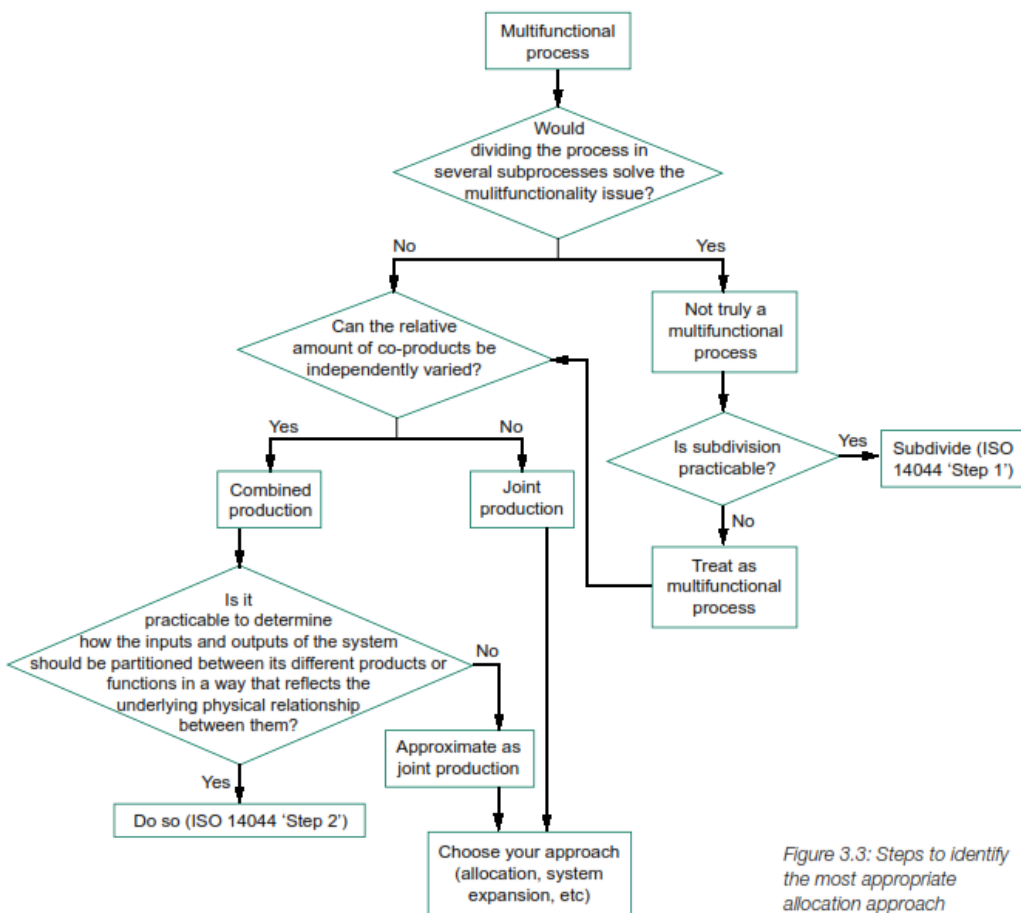 Multifunctional
process
Would
dividing the process in
several subprocesses solve the
mulitfunctionality issue?
No
Yes
Can the relative
amount of co-products be
independently varied?
Not truly a
multifunctional
process
Yes
No
Is subdivision
practicable?
Yes
Subdivide (ISO
14044 ‘Step 1’)
Combined
production
Joint
production
No
Treat as
multifunctional
process
Is it
practicable to determine
how the inputs and outputs of the system
should be partitioned between its different products or
functions in a way that reflects the
underlying physical relationship
between them?
No
Approximate as
joint production
Yes
Do so (ISO 14044 ‘Step 2’)
Choose your approach
(allocation, system
expansion, etc)
Figure 3.3: Steps to identify
the most appropriate
allocation approach